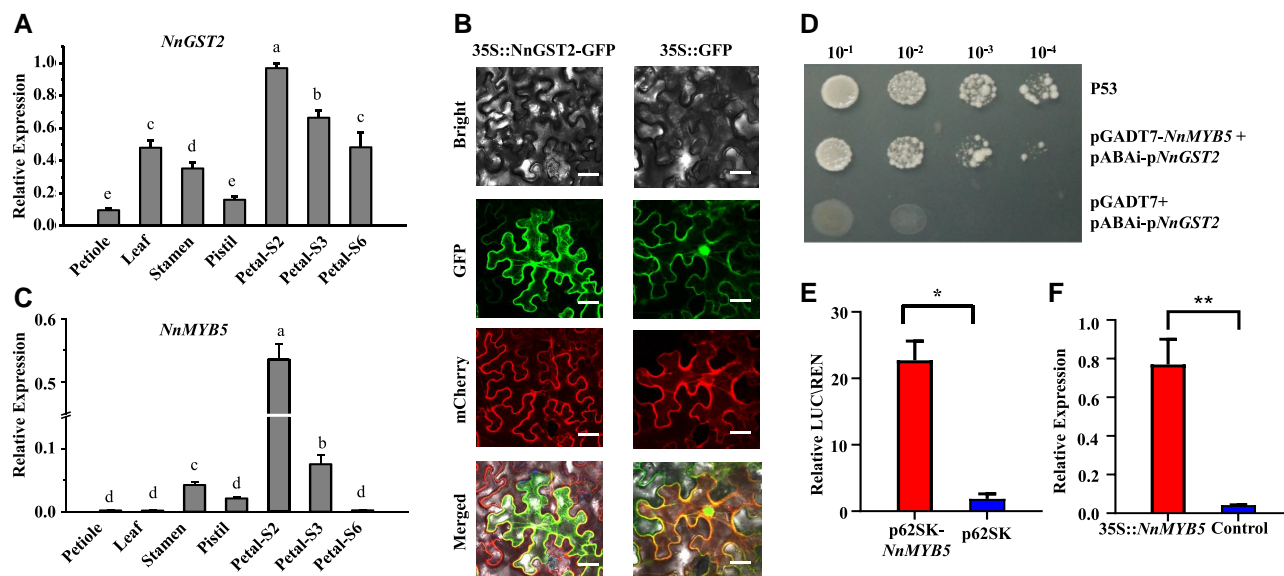 A
NnGST2
Relative Expression
1.0
0.8
0.6
0.4
0.2
0.0
e
c
d
e
a
b
c
Petiole
Leaf
Stamen
Pistil
Petal-S2
Petal-S3
Petal-S6
B
35S::NnGST2-GFP
35S::GFP
Bright
GFP
mCherry
Merged
C
NnMYB5
Relative Expression
0.6
0.5
0.1
0.0
d
d
c
d
a
b
d
Petiole
Leaf
Stamen
Pistil
Petal-S2
Petal-S3
Petal-S6
D
10-1 10-2 10-3 10-4
P53
pGADT7-NnMYB5 +
pABAi-pNnGST2
pGADT7+
pABAi-pNnGST2
E
*
Relative LUC\REN
30
20
10
0
p62SK-
NnMYB5
p62SK
F
**
Relative Expression
1.0
0.8
0.6
0.4
0.2
0.0
35S::NnMYB5 Control